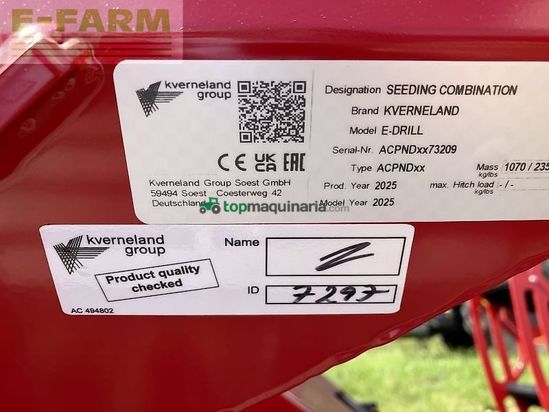 E-FARM
kverneland
group
CE UK CA EAC
Kverneland Group Soest GmbH
59494 Soest Coesterweg 42
Deutschland
Designation SEEDING COMBINATION
Brand KVERNELAND
Model E-DRILL
Serial-Nr. ACPNDxx73209
Type ACPNDxx
Mass 1070 / 235
kg/lbs
Prod. Year 2025
max. Hitch load - / -
kg/lbs
Model Year 2025
topmaquinaria.com
kverneland
group
Product quality
checked
AC 494802
Name
ID 7297